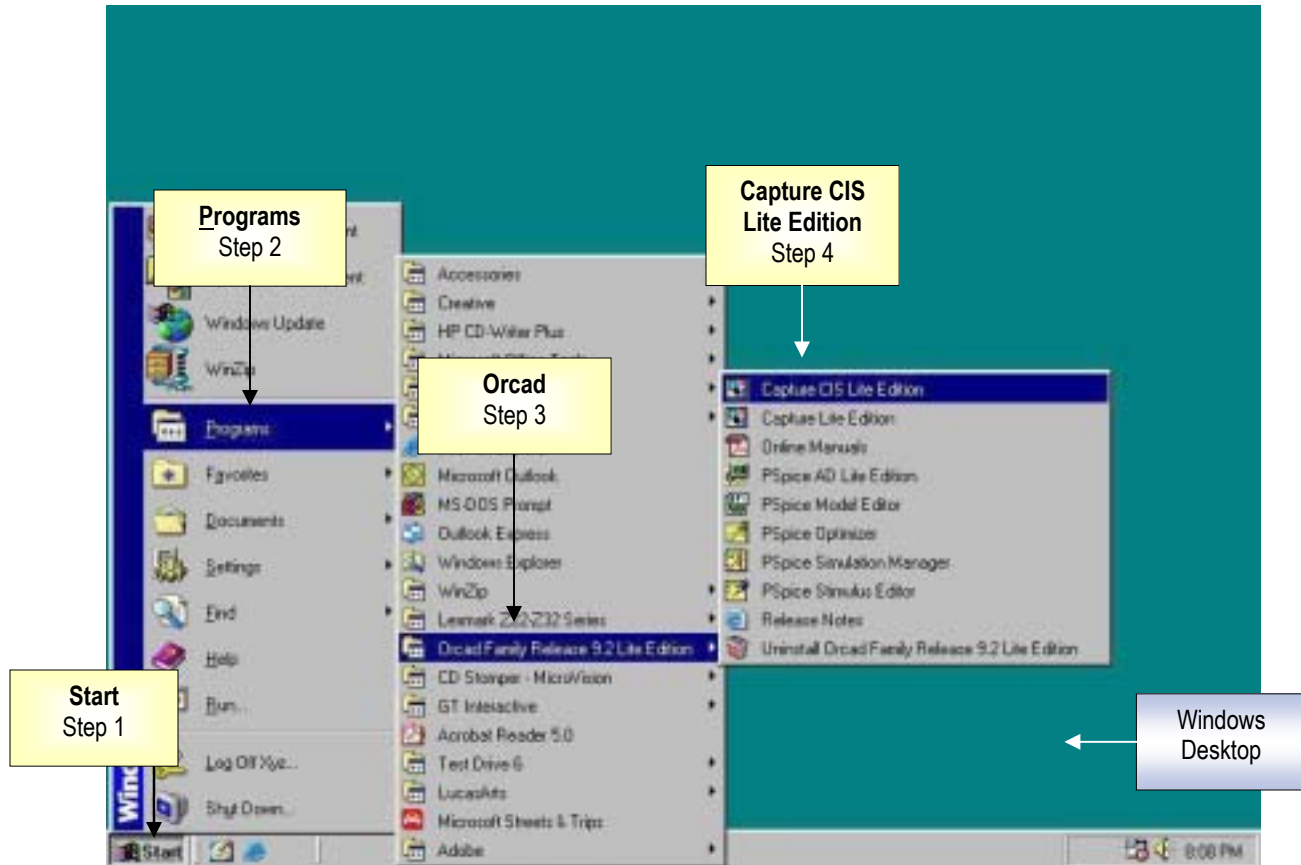 Programs
Step 2
Capture CIS
Lite Edition
Step 4
Orcad
Step 3
Start
Step 1
Windows
Desktop
Wind
nt
ent
Windows Update
WinZip
Programs
Favorites
Documents
Settings
Find
Help
Run...
Log Off Xye...
Shut Down...
Accessories
Creative
HP CD-Writer Plus
Microsoft Outlook
MS-DOS Prompt
Outlook Express
Windows Explorer
WinZip
Lexmark Z22-Z32 Series
Orcad Family Release 9.2 Lite Edition
CD Stomper - MicroVision
GT Interactive
Acrobat Reader 5.0
Test Drive 6
LucasArts
Microsoft Streets & Trips
Adobe
Capture CIS Lite Edition
Capture Lite Edition
Online Manuals
PSpice AD Lite Edition
PSpice Model Editor
PSpice Optimizer
PSpice Simulation Manager
PSpice Stimulus Editor
Release Notes
Uninstall Orcad Family Release 9.2 Lite Edition
Start
8:08 PM